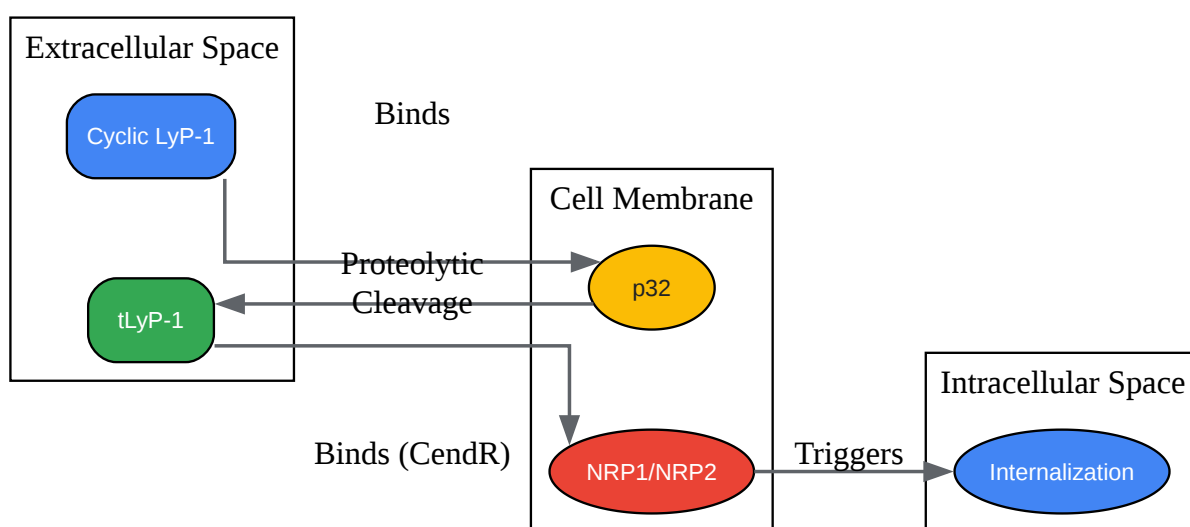 Extracellular Space
Cyclic LyP-1
Binds
Cell Membrane
Proteolytic
Cleavage
p32
tLyP-1
Intracellular Space
Binds (CendR)
NRP1/NRP2
Triggers
Internalization